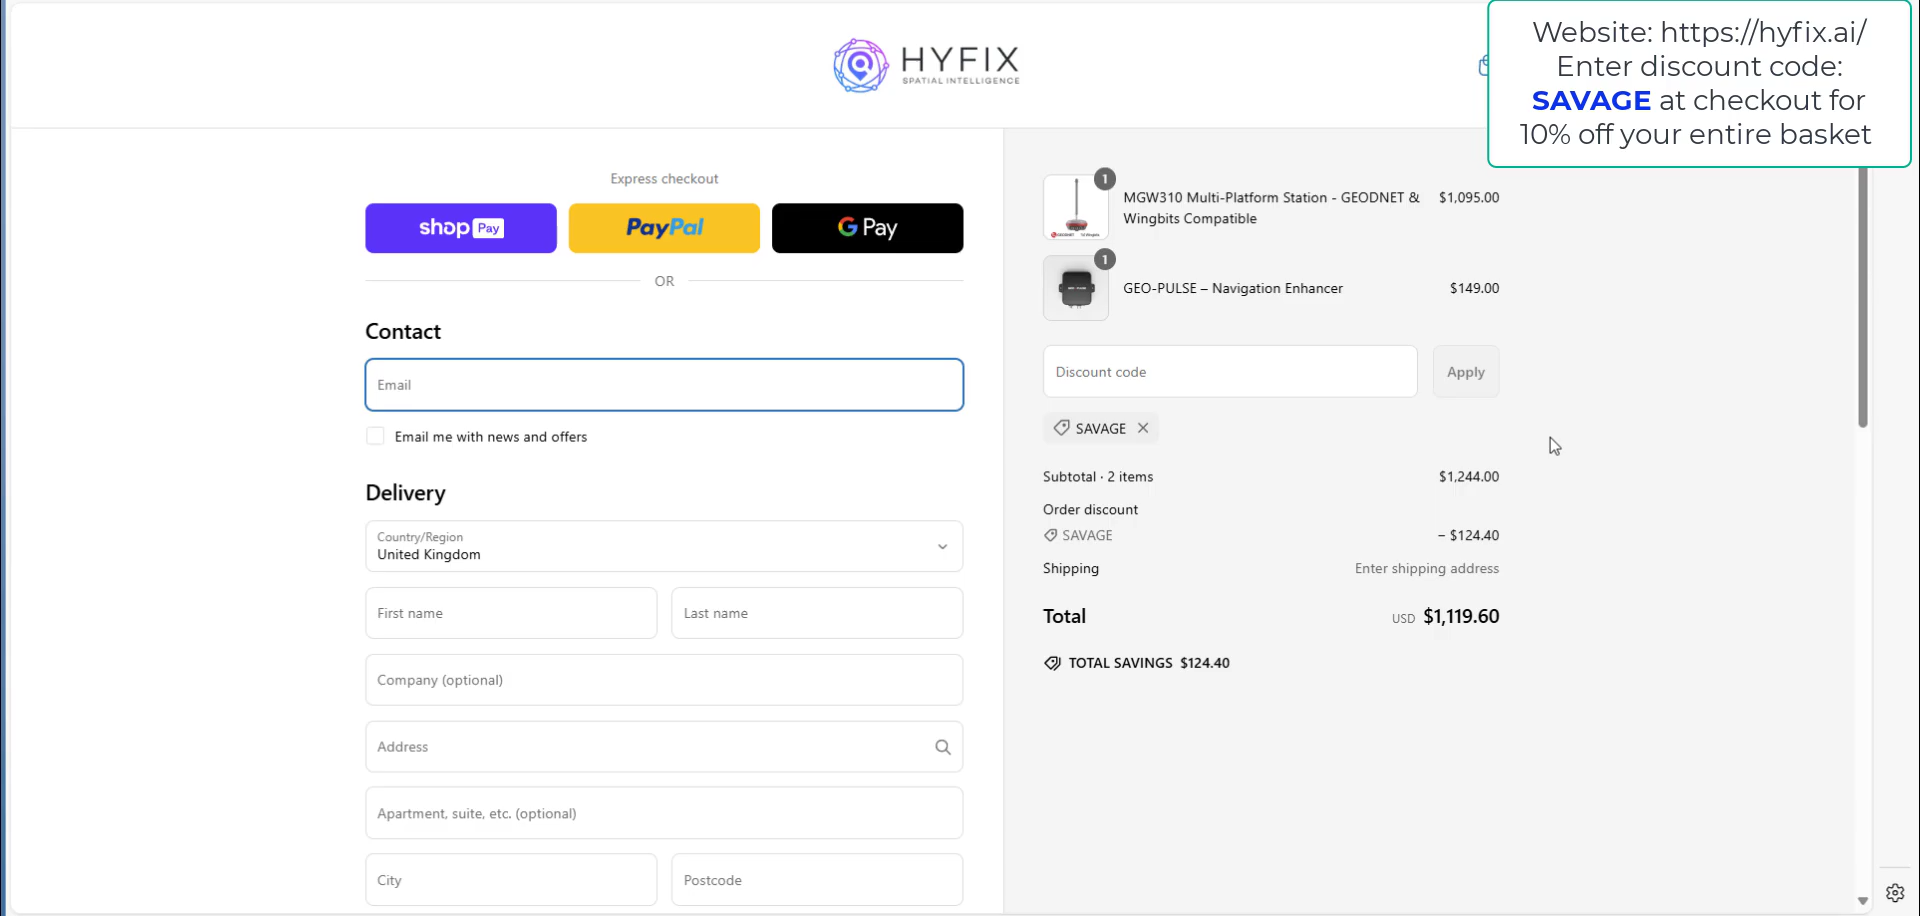 HYFIX
SPATIAL INTELLIGENCE
Website: https://hyfix.ai/
Enter discount code:
SAVAGE at checkout for
10% off your entire basket
Express checkout
shop Pay
PayPal
G Pay
OR
Contact
Email
Email me with news and offers
Delivery
Country/Region
United Kingdom
First name
Last name
Company (optional)
Address
Apartment, suite, etc. (optional)
City
Postcode
1
MGW310 Multi-Platform Station - GEODNET & $1,095.00
Wingbits Compatible
1
GEO-PULSE – Navigation Enhancer $149.00
Discount code
Apply
SAVAGE
Subtotal · 2 items $1,244.00
Order discount
SAVAGE − $124.40
Shipping Enter shipping address
Total USD $1,119.60
TOTAL SAVINGS $124.40